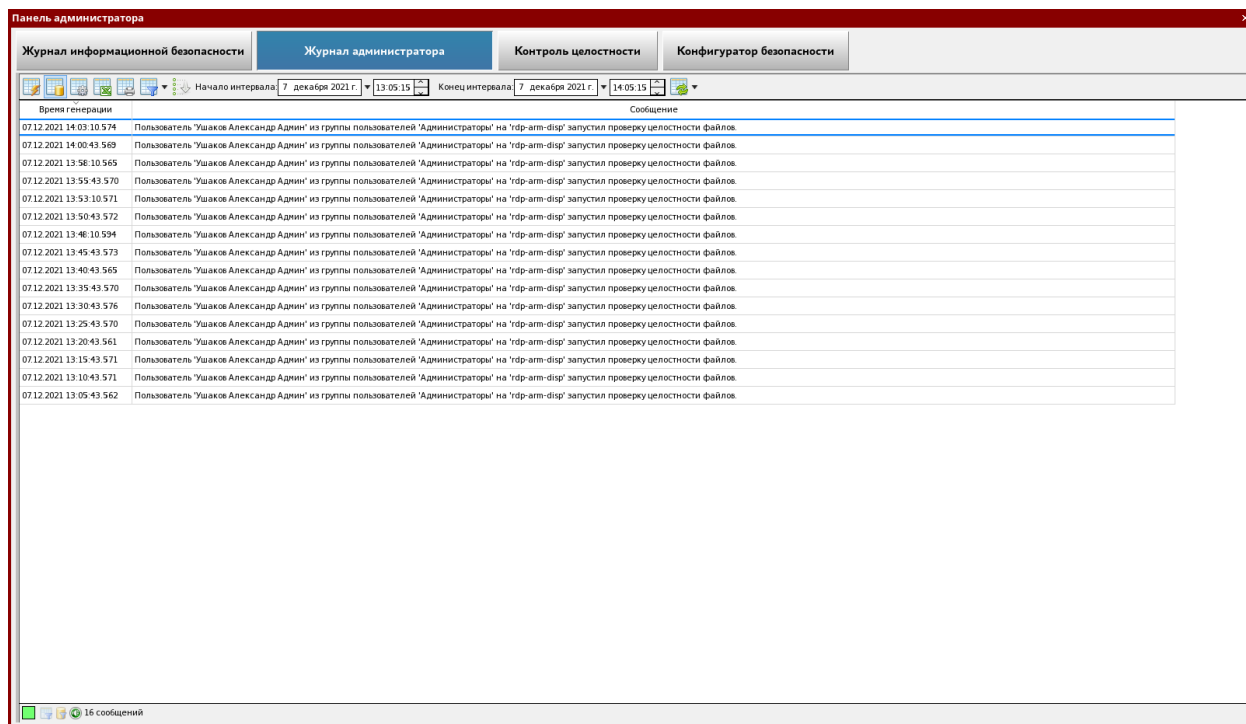 Панель администратора
Журнал информационной безопасности Журнал администратора Контроль целостности Конфигуратор безопасности
Начало интервала: 7 декабря 2021 г. 13:05:15 Конец интервала: 7 декабря 2021 г. 14:05:15
Время генерации Сообщение
07.12.2021 14:03:10.574 Пользователь 'Ушаков Александр Админ' из группы пользователей 'Администраторы' на 'rdp-arm-disp' запустил проверку целостности файлов.
07.12.2021 14:00:43.569 Пользователь 'Ушаков Александр Админ' из группы пользователей 'Администраторы' на 'rdp-arm-disp' запустил проверку целостности файлов.
07.12.2021 13:58:10.565 Пользователь 'Ушаков Александр Админ' из группы пользователей 'Администраторы' на 'rdp-arm-disp' запустил проверку целостности файлов.
07.12.2021 13:55:43.570 Пользователь 'Ушаков Александр Админ' из группы пользователей 'Администраторы' на 'rdp-arm-disp' запустил проверку целостности файлов.
07.12.2021 13:53:10.571 Пользователь 'Ушаков Александр Админ' из группы пользователей 'Администраторы' на 'rdp-arm-disp' запустил проверку целостности файлов.
07.12.2021 13:50:43.572 Пользователь 'Ушаков Александр Админ' из группы пользователей 'Администраторы' на 'rdp-arm-disp' запустил проверку целостности файлов.
07.12.2021 13:48:10.594 Пользователь 'Ушаков Александр Админ' из группы пользователей 'Администраторы' на 'rdp-arm-disp' запустил проверку целостности файлов.
07.12.2021 13:45:43.573 Пользователь 'Ушаков Александр Админ' из группы пользователей 'Администраторы' на 'rdp-arm-disp' запустил проверку целостности файлов.
07.12.2021 13:40:43.565 Пользователь 'Ушаков Александр Админ' из группы пользователей 'Администраторы' на 'rdp-arm-disp' запустил проверку целостности файлов.
07.12.2021 13:35:43.570 Пользователь 'Ушаков Александр Админ' из группы пользователей 'Администраторы' на 'rdp-arm-disp' запустил проверку целостности файлов.
07.12.2021 13:30:43.576 Пользователь 'Ушаков Александр Админ' из группы пользователей 'Администраторы' на 'rdp-arm-disp' запустил проверку целостности файлов.
07.12.2021 13:25:43.570 Пользователь 'Ушаков Александр Админ' из группы пользователей 'Администраторы' на 'rdp-arm-disp' запустил проверку целостности файлов.
07.12.2021 13:20:43.561 Пользователь 'Ушаков Александр Админ' из группы пользователей 'Администраторы' на 'rdp-arm-disp' запустил проверку целостности файлов.
07.12.2021 13:15:43.571 Пользователь 'Ушаков Александр Админ' из группы пользователей 'Администраторы' на 'rdp-arm-disp' запустил проверку целостности файлов.
07.12.2021 13:10:43.571 Пользователь 'Ушаков Александр Админ' из группы пользователей 'Администраторы' на 'rdp-arm-disp' запустил проверку целостности файлов.
07.12.2021 13:05:43.562 Пользователь 'Ушаков Александр Админ' из группы пользователей 'Администраторы' на 'rdp-arm-disp' запустил проверку целостности файлов.
16 сообщений